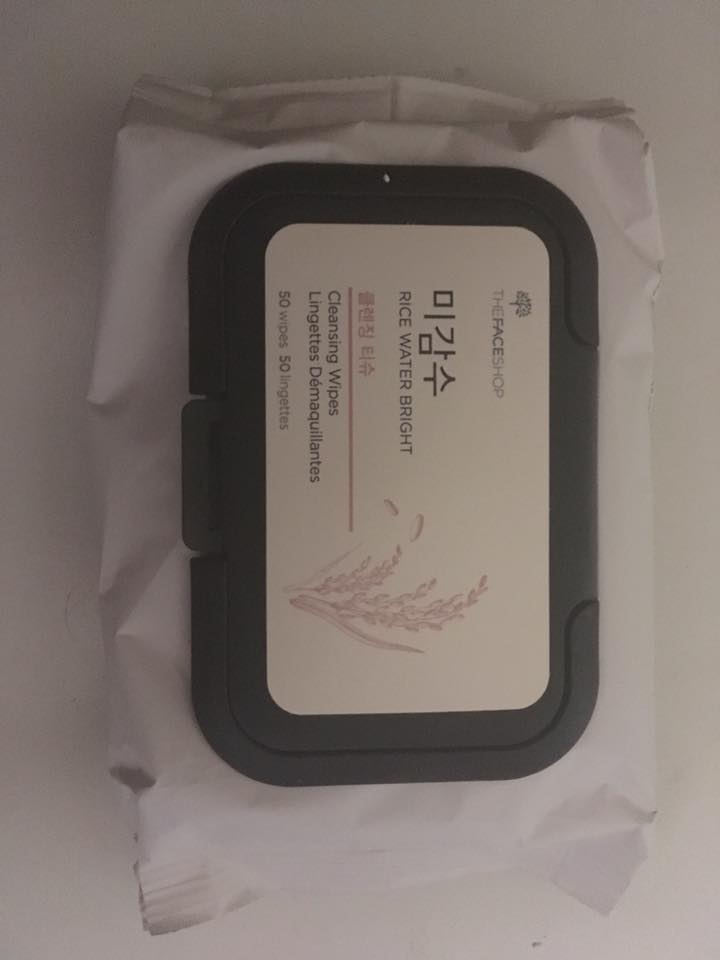 THEFACESHOP
미감수
RICE WATER BRIGHT
클렌징 티슈
Cleansing Wipes
Lingettes Démaquillantes
50 wipes 50 lingettes